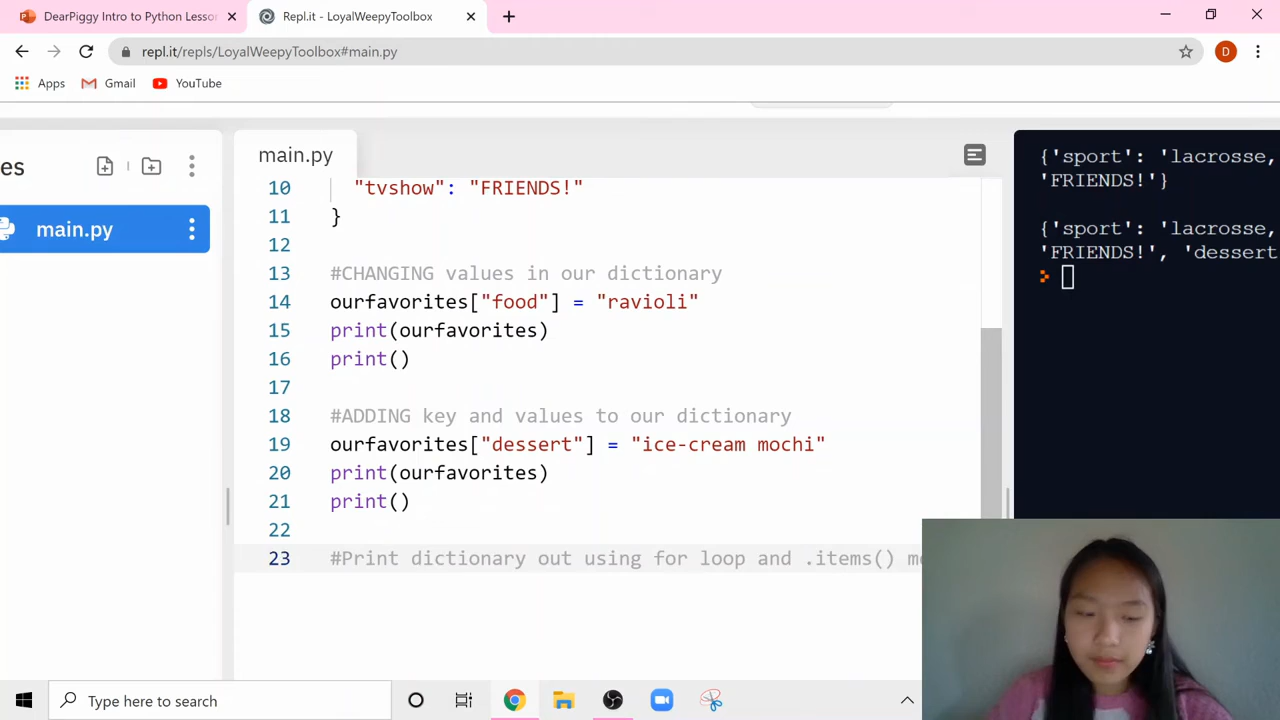 DearPiggy Intro to Python Lesson
Repl.it - LoyalWeepyToolbox
repl.it/repls/LoyalWeepyToolbox#main.py
D
Apps
Gmail
YouTube
es
main.py
main.py
10 "tvshow": "FRIENDS!"
11 }
12
13 #CHANGING values in our dictionary
14 ourfavorites["food"] = "ravioli"
15 print(ourfavorites)
16 print()
17
18 #ADDING key and values to our dictionary
19 ourfavorites["dessert"] = "ice-cream mochi"
20 print(ourfavorites)
21 print()
22
23 #Print dictionary out using for loop and .items()
{'sport': 'lacrosse,
'FRIENDS!'}
{'sport': 'lacrosse,
'FRIENDS!', 'dessert
Type here to search